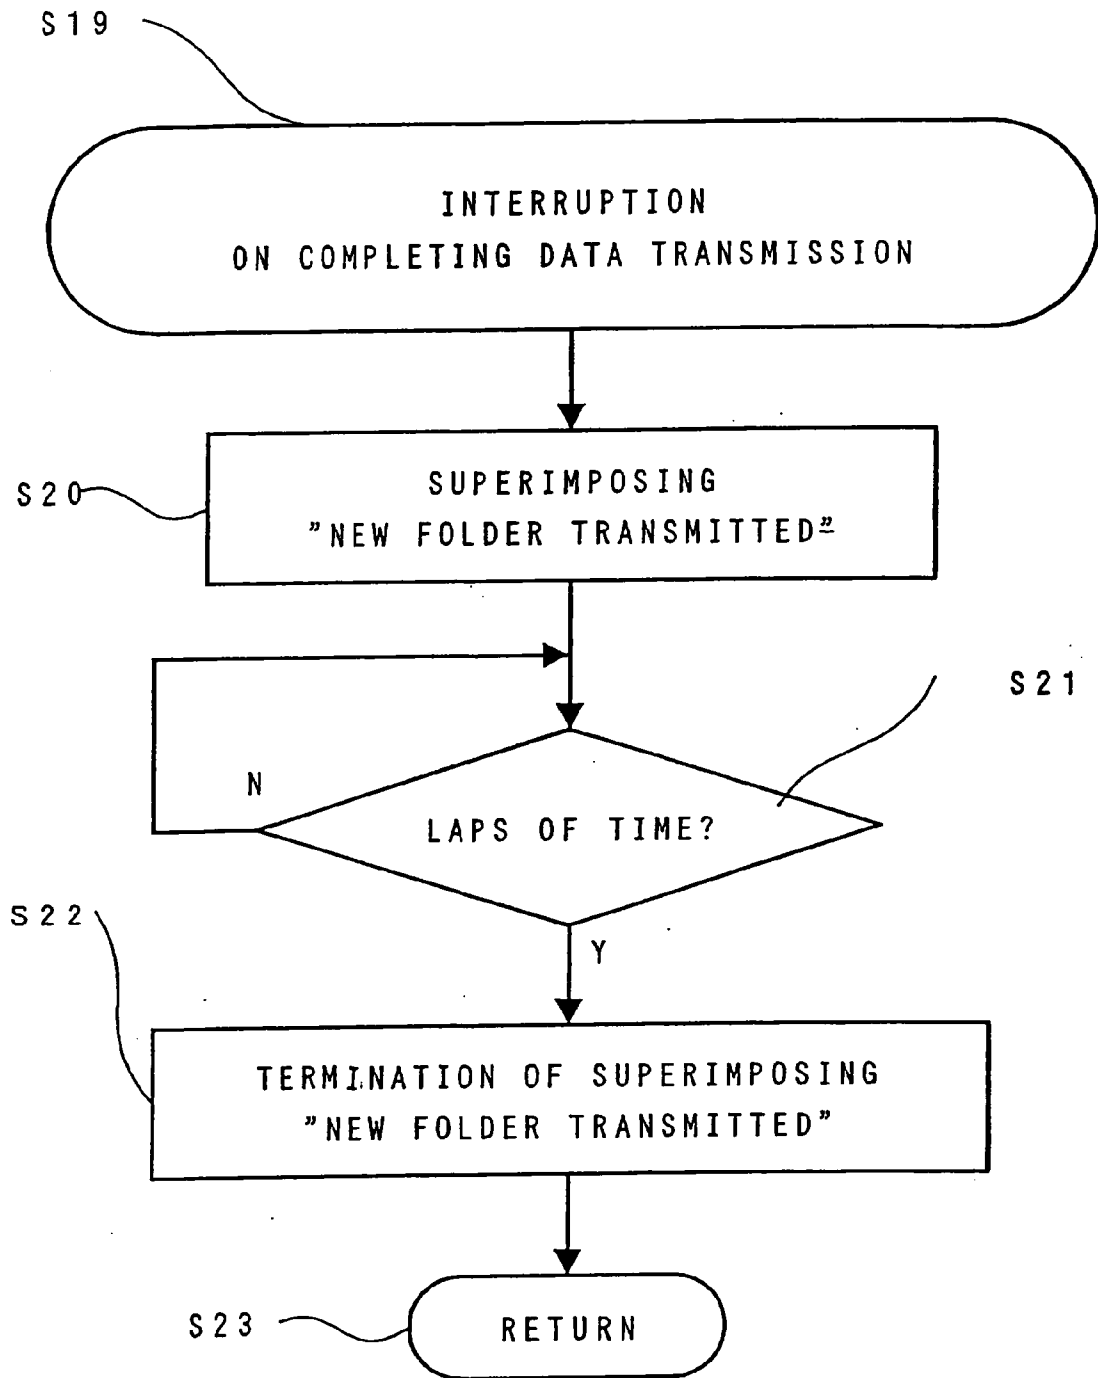 S19
INTERRUPTION
ON COMPLETING DATA TRANSMISSION
S20
SUPERIMPOSING
"NEW FOLDER TRANSMITTED"
S21
N
LAPS OF TIME?
S22
Y
TERMINATION OF SUPERIMPOSING
"NEW FOLDER TRANSMITTED"
S23
RETURN